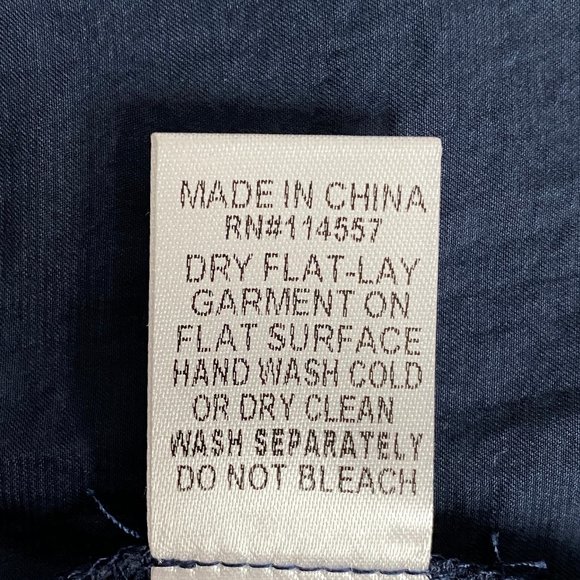 MADE IN CHINA
RN#114557
DRY FLAT-LAY
GARMENT ON
FLAT SURFACE
HAND WASH COLD
OR DRY CLEAN
WASH SEPARATELY
DO NOT BLEACH